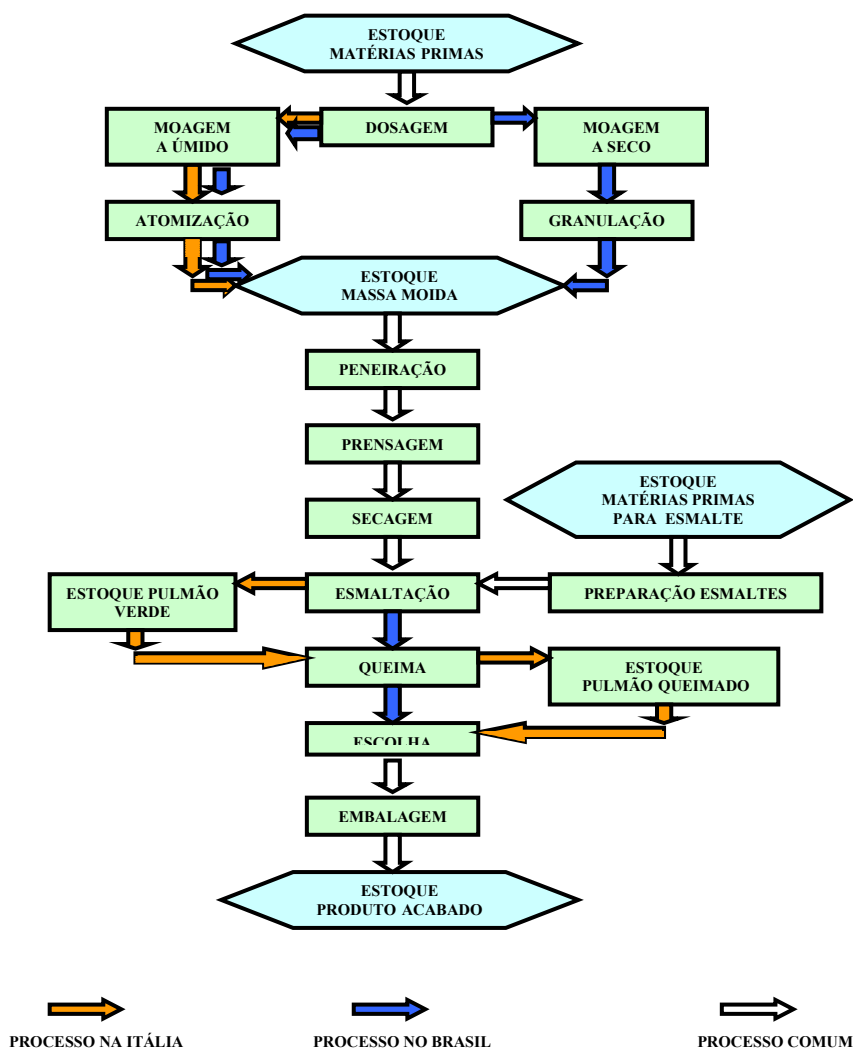 ESTOQUE
MATÉRIAS PRIMAS
MOAGEM
A ÚMIDO
DOSAGEM
MOAGEM
A SECO
ATOMIZAÇÃO
GRANULAÇÃO
ESTOQUE
MASSA MOIDA
PENEIRAÇÃO
PRENSAGEM
ESTOQUE
MATÉRIAS PRIMAS
PARA ESMALTE
SECAGEM
ESTOQUE PULMÃO
VERDE
ESMALTAÇÃO
PREPARAÇÃO ESMALTES
QUEIMA
ESTOQUE
PULMÃO QUEIMADO
ESCOLHA
EMBALAGEM
ESTOQUE
PRODUTO ACABADO
PROCESSO NA ITÁLIA
PROCESSO NO BRASIL
PROCESSO COMUM